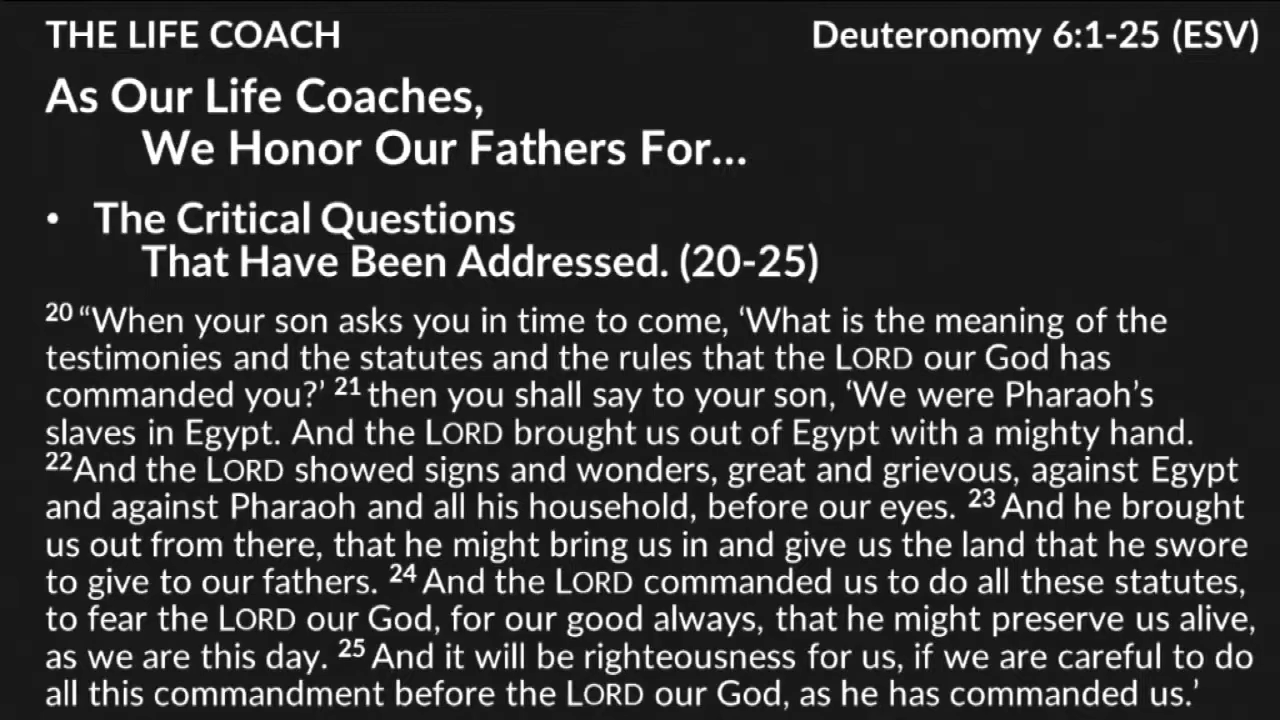 THE LIFE COACH Deuteronomy 6:1-25 (ESV)
As Our Life Coaches,
We Honor Our Fathers For...
• The Critical Questions
That Have Been Addressed. (20-25)
20 “When your son asks you in time to come, ‘What is the meaning of the
testimonies and the statutes and the rules that the LORD our God has
commanded you?’ 21 then you shall say to your son, ‘We were Pharaoh’s
slaves in Egypt. And the LORD brought us out of Egypt with a mighty hand.
22 And the LORD showed signs and wonders, great and grievous, against Egypt
and against Pharaoh and all his household, before our eyes. 23 And he brought
us out from there, that he might bring us in and give us the land that he swore
to give to our fathers. 24 And the LORD commanded us to do all these statutes,
to fear the LORD our God, for our good always, that he might preserve us alive,
as we are this day. 25 And it will be righteousness for us, if we are careful to do
all this commandment before the LORD our God, as he has commanded us.’